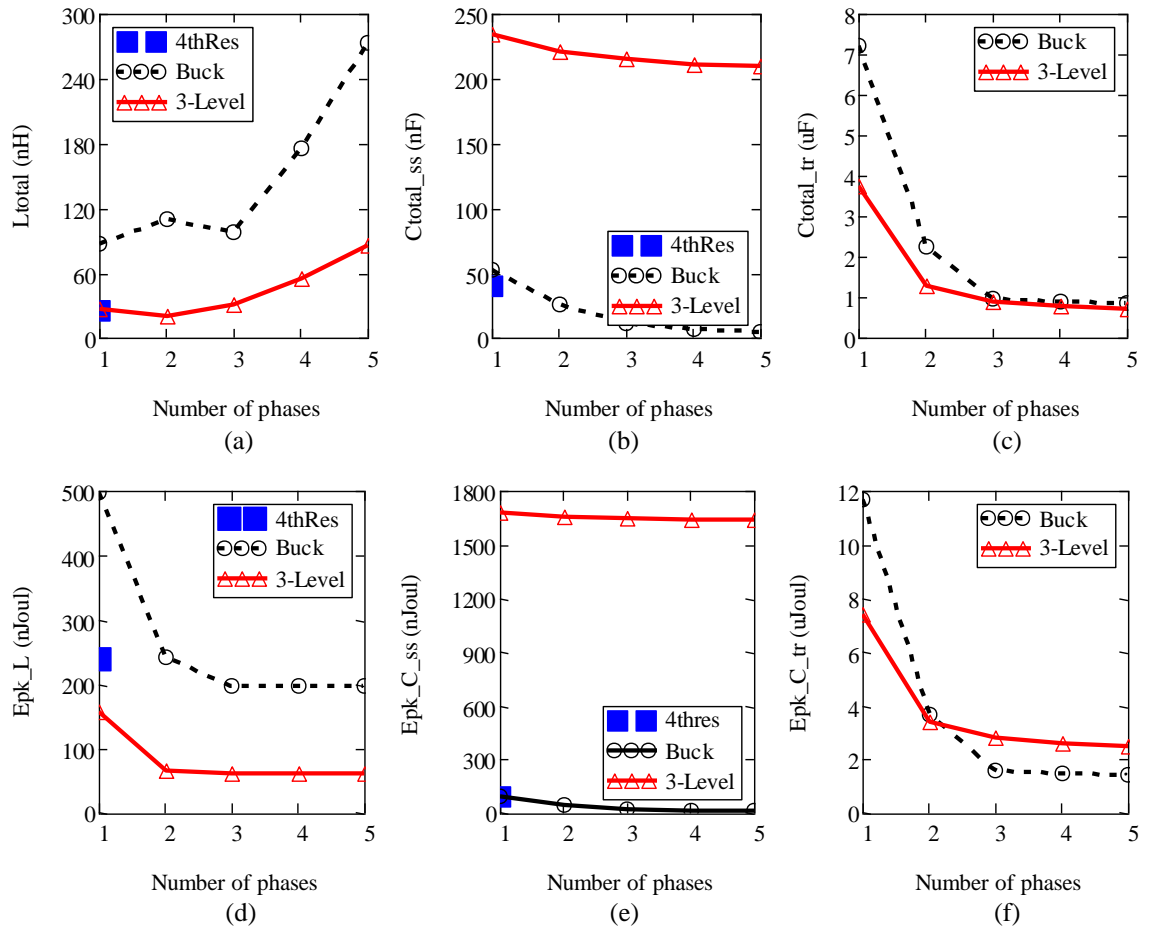 Ltotal (nH)
300
240
180
120
60
0
4thRes
Buck
3-Level
1 2 3 4 5
Number of phases
(a)
Ctotal_ss (nF)
250
200
150
100
50
0
4thRes
Buck
3-Level
1 2 3 4 5
Number of phases
(b)
Ctotal_tr (uF)
8
7
6
5
4
3
2
1
0
Buck
3-Level
1 2 3 4 5
Number of phases
(c)
Epk_L (nJoul)
500
400
300
200
100
0
4thRes
Buck
3-Level
1 2 3 4 5
Number of phases
(d)
Epk_C_ss (nJoul)
1800
1500
1200
900
600
300
0
4thres
Buck
3-Level
1 2 3 4 5
Number of phases
(e)
Epk_C_tr (uJoul)
12
10
8
6
4
2
0
Buck
3-Level
1 2 3 4 5
Number of phases
(f)